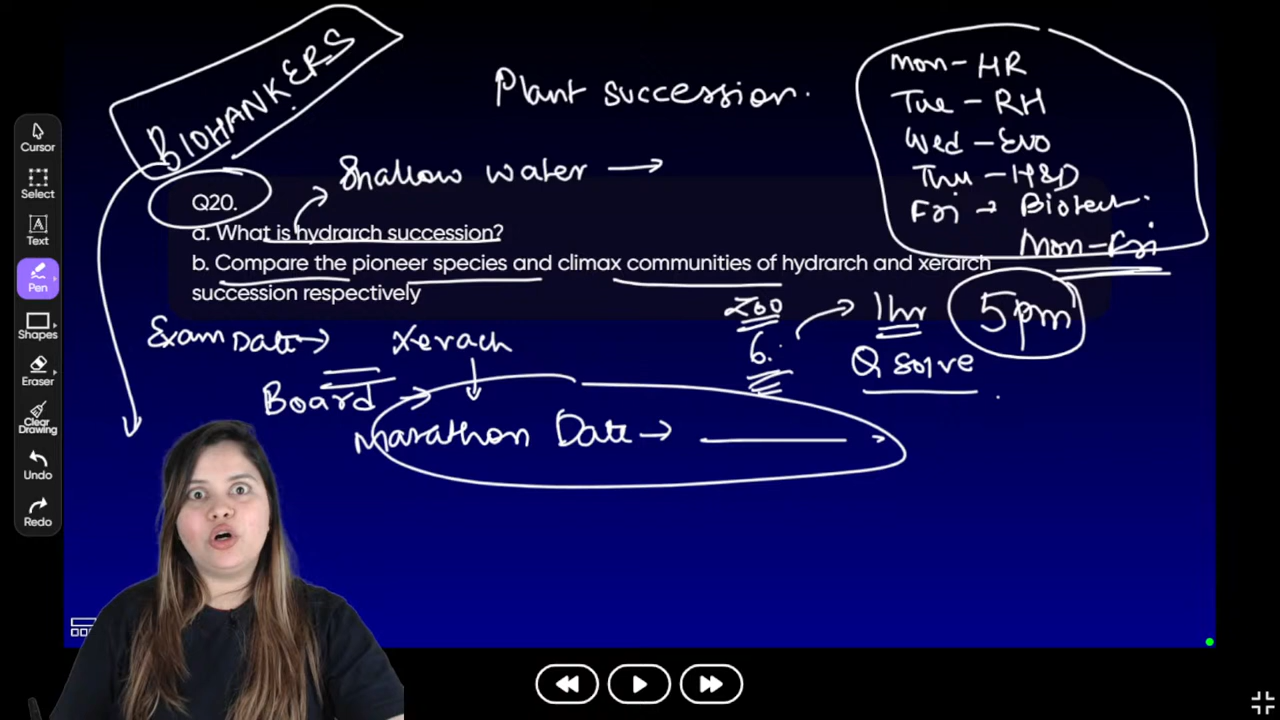 BIOHANKERS
Plant succession.
Mon - HR
Tue - RH
Wed - Evo
Thu - H&D
Fri → Biotech.
Mon-Fri
5pm
Shallow water →
Q20.
a. What is hydrarch succession?
b. Compare the pioneer species and climax communities of hydrarch and xerarch
succession respectively
200
6.
1hr
Q solve
Exam Date →
Xerach
Board →
Marathon Date →
Cursor
Select
Text
Pen
Shapes
Eraser
Clear
Drawing
Undo
Redo